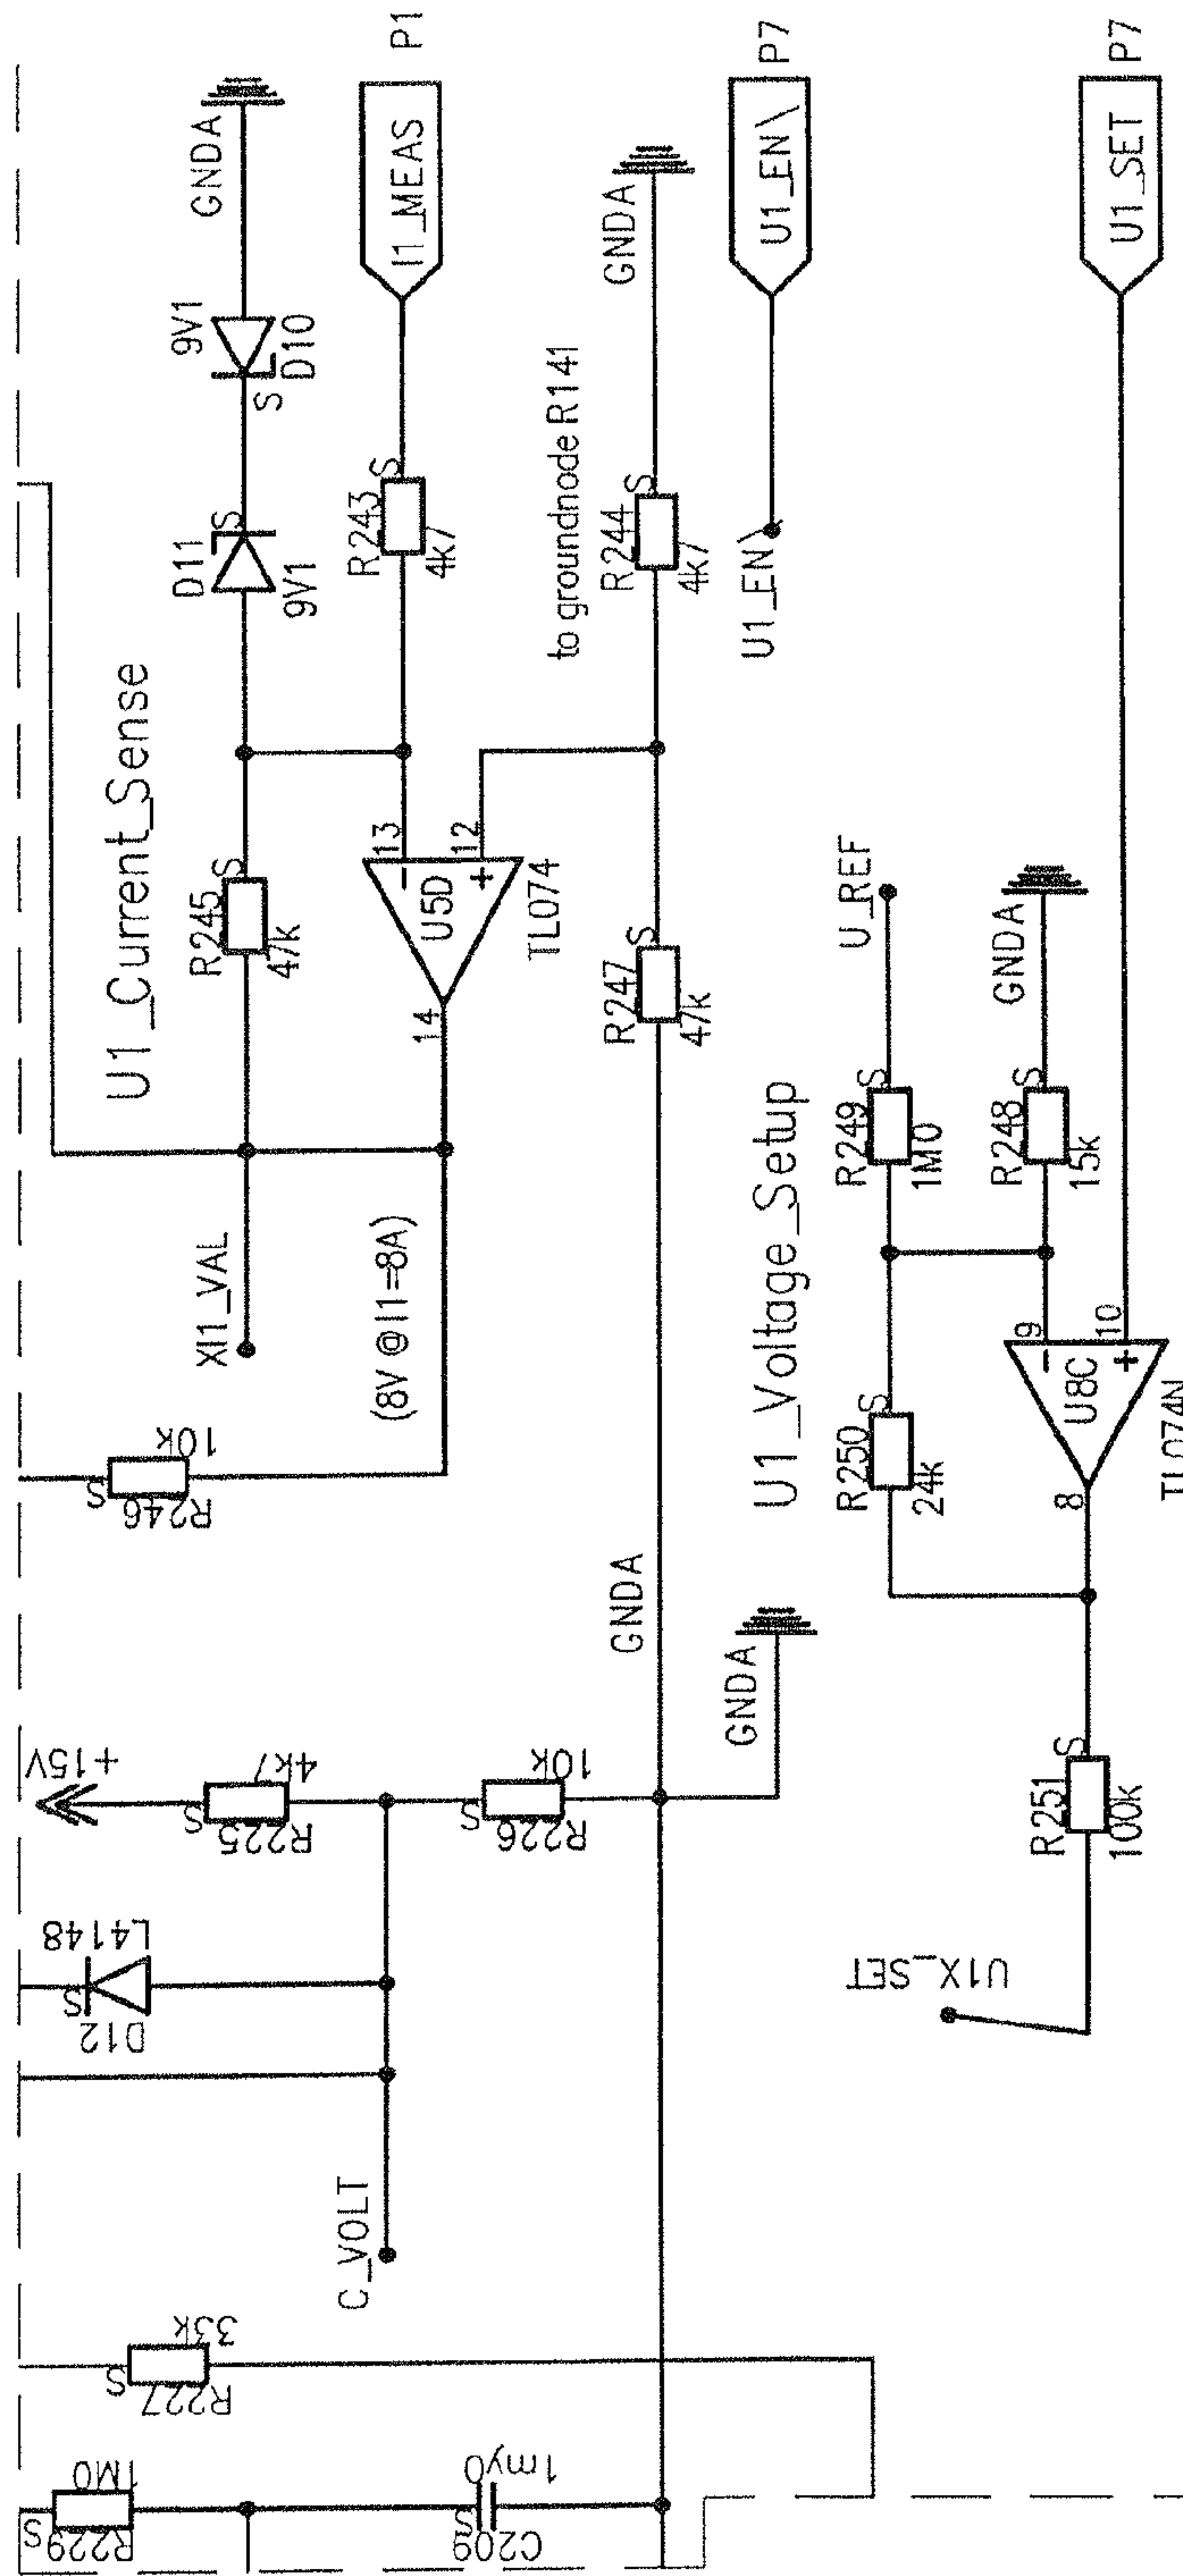 P1
GNDA
9V1
D10
S
D11
S
9V1
I1_MEAS
R243
S
4k7
U1_Current_Sense
R245
S
47k
13
12
U5D
TL074
14
XI1_VAL
(8V @I1=8A)
10k
S
R246
GNDA
to groundnode R141
R244
S
4k7
R247
S
47k
GNDA
GNDA
P7
U1_EN\
U1_EN\
P7
U1_SET
U_REF
U1_Voltage_Setup
R249
S
1M0
GNDA
R248
S
15k
R250
S
24k
9
10
U8C
TL074N
8
R251
S
100k
U1X_SET
+15V
4k7
S
R225
10k
S
R226
L4148
S
D12
C_VOLT
33k
S
R227
1M0
S
R229
1my0
S
C209